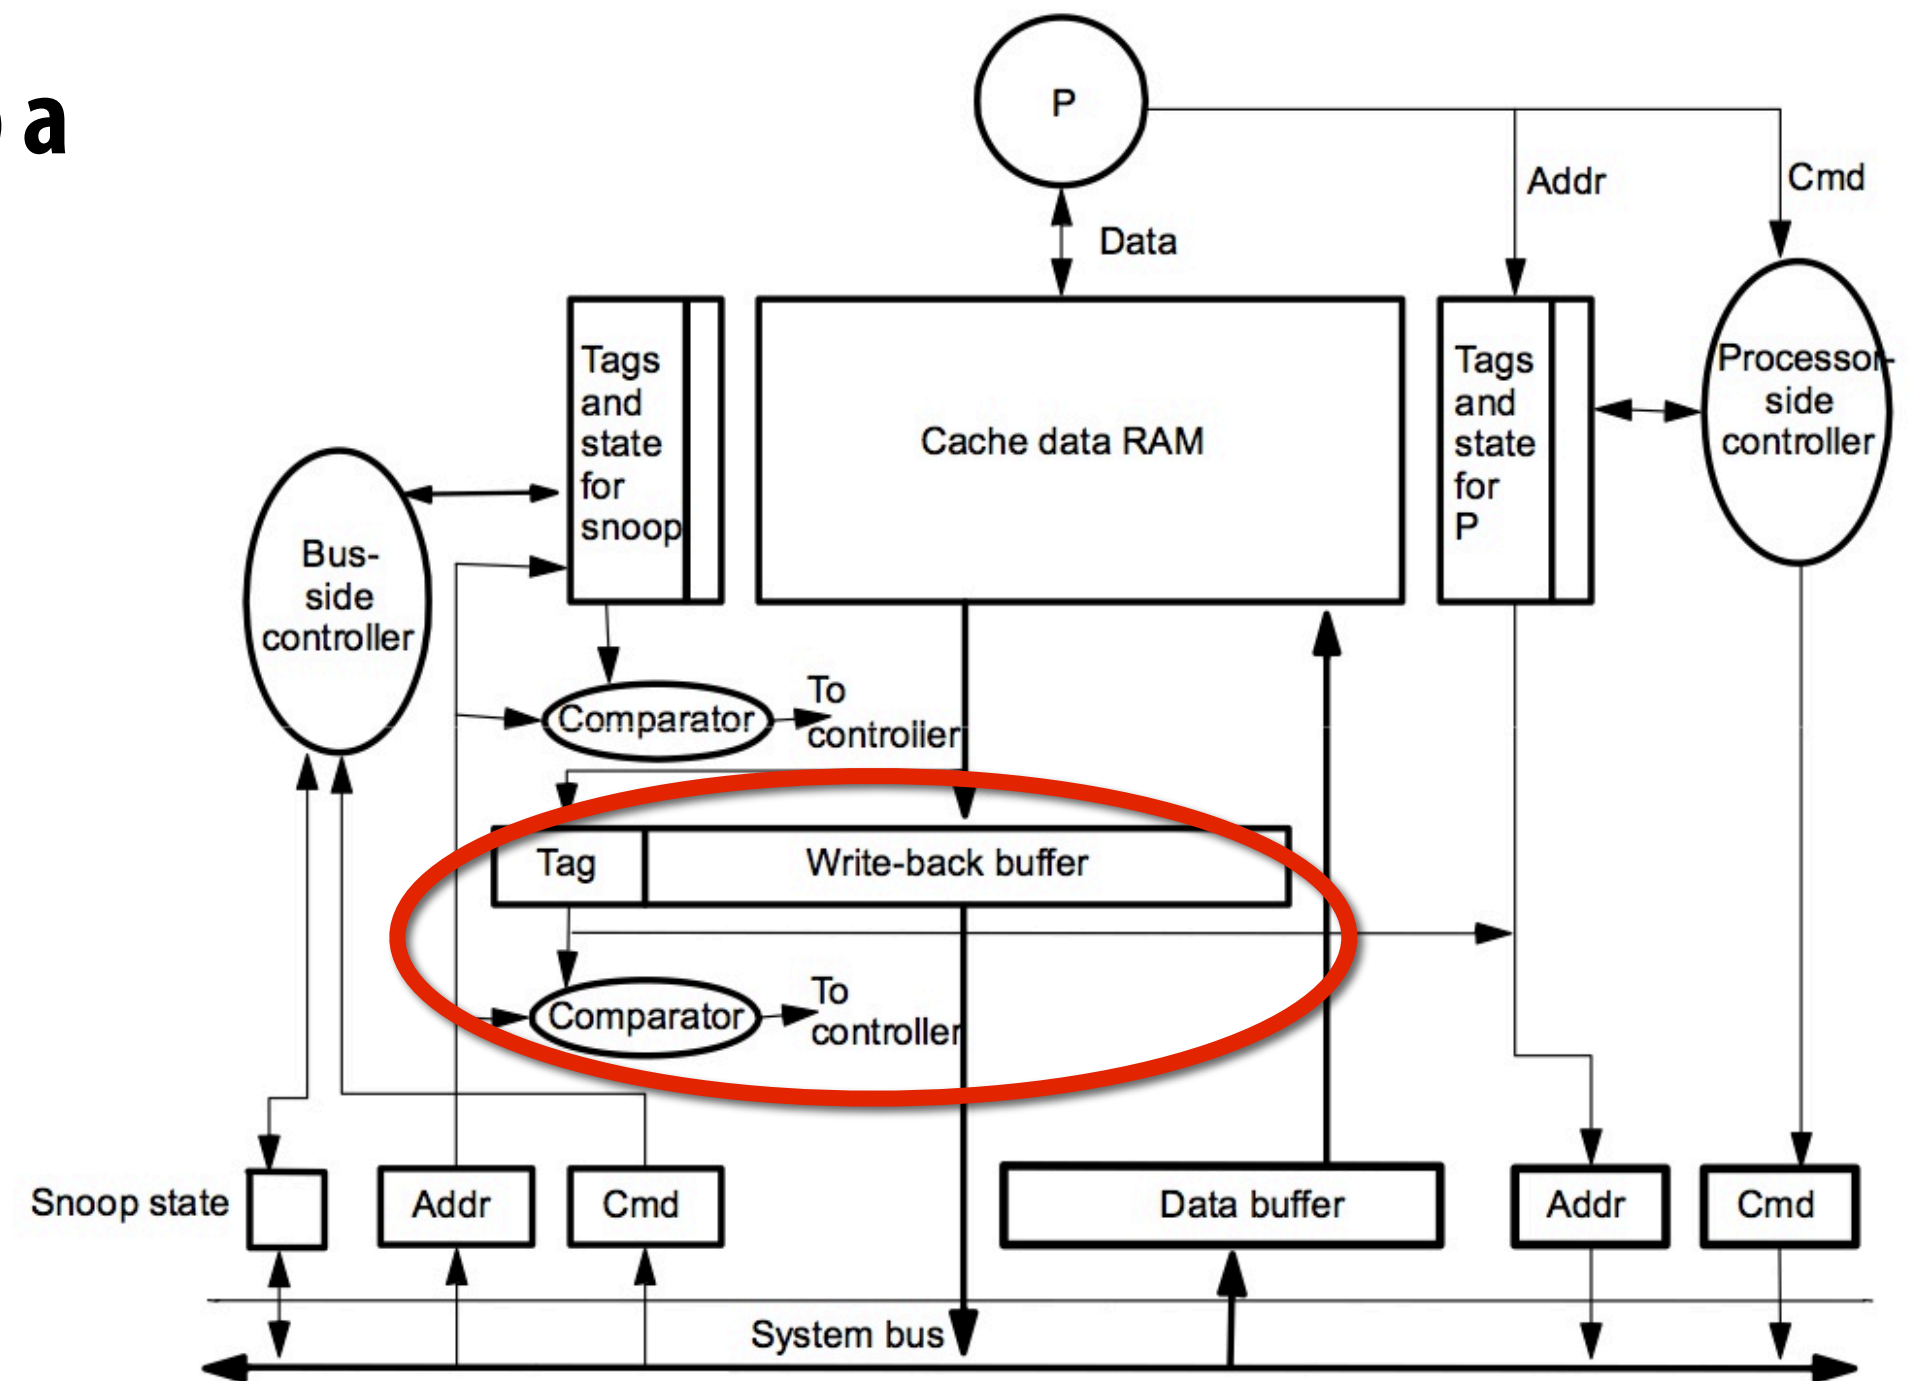 a
P
Addr
Cmd
Data
Tags
and
state
for
snoop
Cache data RAM
Tags
and
state
for
P
Processor-
side
controller
Bus-
side
controller
Comparator
To
controller
Tag
Write-back buffer
Comparator
To
controller
Snoop state
Addr
Cmd
Data buffer
Addr
Cmd
System bus